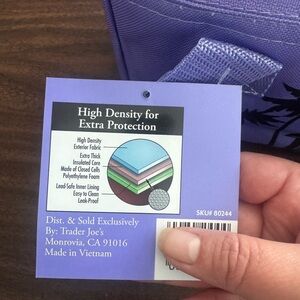 High Density for
Extra Protection
High Density
Exterior Fabric
Extra Thick
Insulated Core
Made of Closed Cells
Polyethylene Foam
Lead-Safe Inner Lining
Easy to Clean
Leak-Proof
SKU# 80244
Dist. & Sold Exclusively
By: Trader Joe's
Monrovia, CA 91016
Made in Vietnam